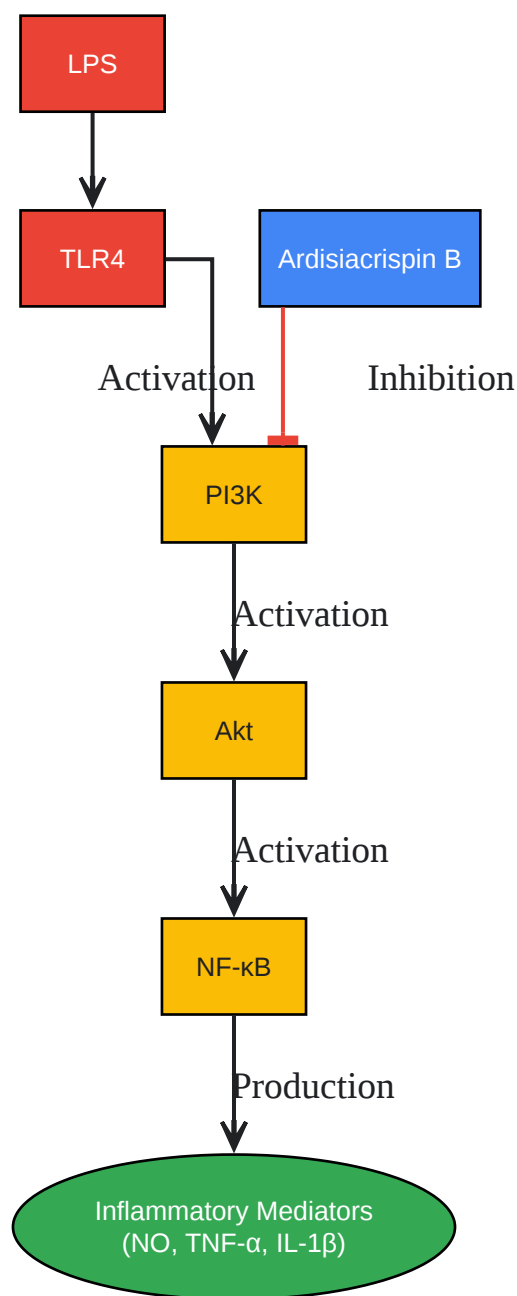 LPS
TLR4
Ardisiacrispin B
Activation
Inhibition
PI3K
Activation
Akt
Activation
NF-κB
Production
Inflammatory Mediators
(NO, TNF-α, IL-1β)